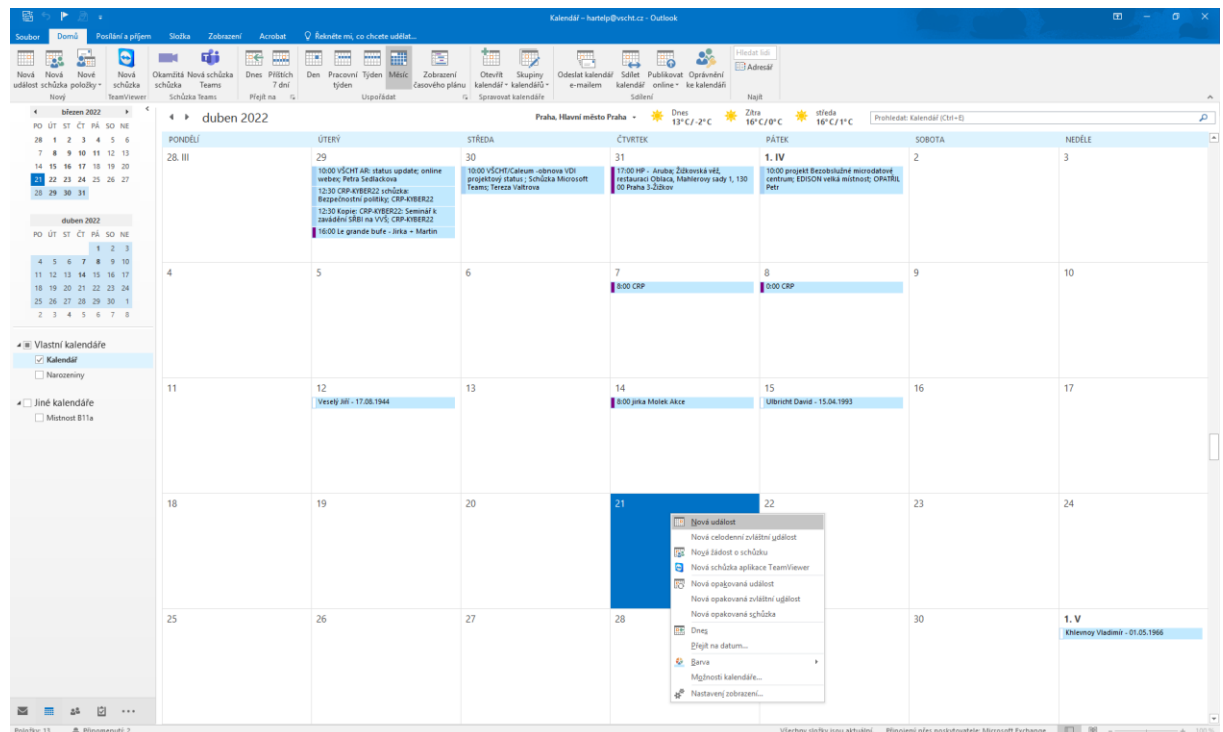 Kalendář – hartelp@vscht.cz - Outlook
Soubor Domů Posílání a příjem Složka Zobrazení Acrobat Řekněte mi, co chcete udělat...
Nová událost Nová schůzka Nové položky Nová schůzka Okamžitá schůzka Nová schůzka Teams Dnes Příštích 7 dní Den Pracovní týden Týden Měsíc Zobrazení časového plánu Otevřít kalendář Skupiny kalendářů Odeslat kalendář e-mailem Sdílet kalendář Publikovat online Oprávnění ke kalendáři Hledat lidi Adresář
Nový TeamViewer Schůzka Teams Přejít na Uspořádat Spravovat kalendáře Sdílení Najít
březen 2022
PO ÚT ST ČT PÁ SO NE
28 1 2 3 4 5 6
7 8 9 10 11 12 13
14 15 16 17 18 19 20
21 22 23 24 25 26 27
28 29 30 31
duben 2022
PO ÚT ST ČT PÁ SO NE
1 2 3
4 5 6 7 8 9 10
11 12 13 14 15 16 17
18 19 20 21 22 23 24
25 26 27 28 29 30 1
2 3 4 5 6 7 8
Vlastní kalendáře
Kalendář
Narozeniny
Jiné kalendáře
Místnost B11a
duben 2022 Praha, Hlavní město Praha Dnes 13°C/-2°C Zítra 16°C/0°C středa 16°C/1°C Prohledat: Kalendář (Ctrl+E)
PONDĚLÍ ÚTERÝ STŘEDA ČTVRTEK PÁTEK SOBOTA NEDĚLE
28. III 29 30 31 1. IV 2 3
10:00 VŠCHT AR: status update; online
webex; Petra Sedlackova
12:30 CRP-KYBER22 schůzka:
Bezpečnostní politiky; CRP-KYBER22
12:30 Kopie: CRP-KYBER22: Seminář k
zavádění SŘBI na VVŠ; CRP-KYBER22
16:00 Le grande bufe - Jirka + Martin
10:00 VŠCHT/Caleum -obnova VDI
projektový status ; Schůzka Microsoft
Teams; Tereza Valtrova
17:00 HP - Aruba; Žižkovská věž,
restauraci Oblaca, Mahlerovy sady 1, 130
00 Praha 3-Žižkov
10:00 projekt Bezobslužné microdatové
centrum; EDISON velká místnost; OPATŘIL
Petr
4 5 6 7 8 9 10
8:00 CRP
0:00 CRP
11 12 13 14 15 16 17
Veselý Jiří - 17.08.1944
8:00 jirka Molek Akce
Ulbricht David - 15.04.1993
18 19 20 21 22 23 24
Nová událost
Nová celodenní zvláštní událost
Nová žádost o schůzku
Nová schůzka aplikace TeamViewer
Nová opakovaná událost
Nová opakovaná zvláštní událost
Nová opakovaná schůzka
Dnes
Přejít na datum...
Barva
Možnosti kalendáře...
Nastavení zobrazení...
25 26 27 28 30 1. V
Khlevnoy Vladimír - 01.05.1966
Položky: 15 Připomenutí: 2 Všechny složky jsou aktuální Připojení přes poskytovatele: Microsoft Exchange 100 %